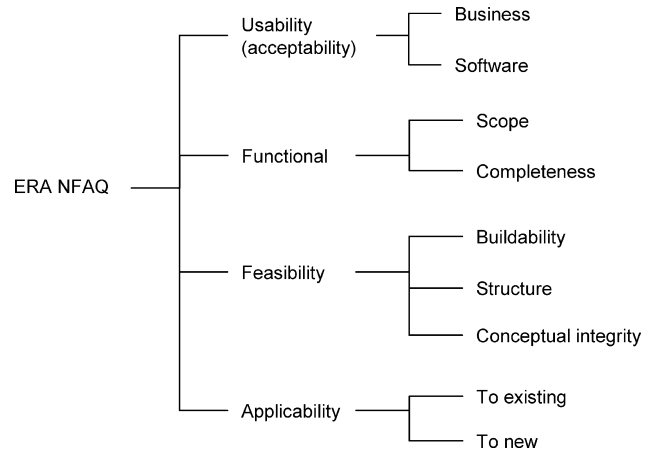 Usability
(acceptability)
Business
Software
Functional
Scope
Completeness
ERA NFAQ
Feasibility
Buildability
Structure
Conceptual integrity
Applicability
To existing
To new